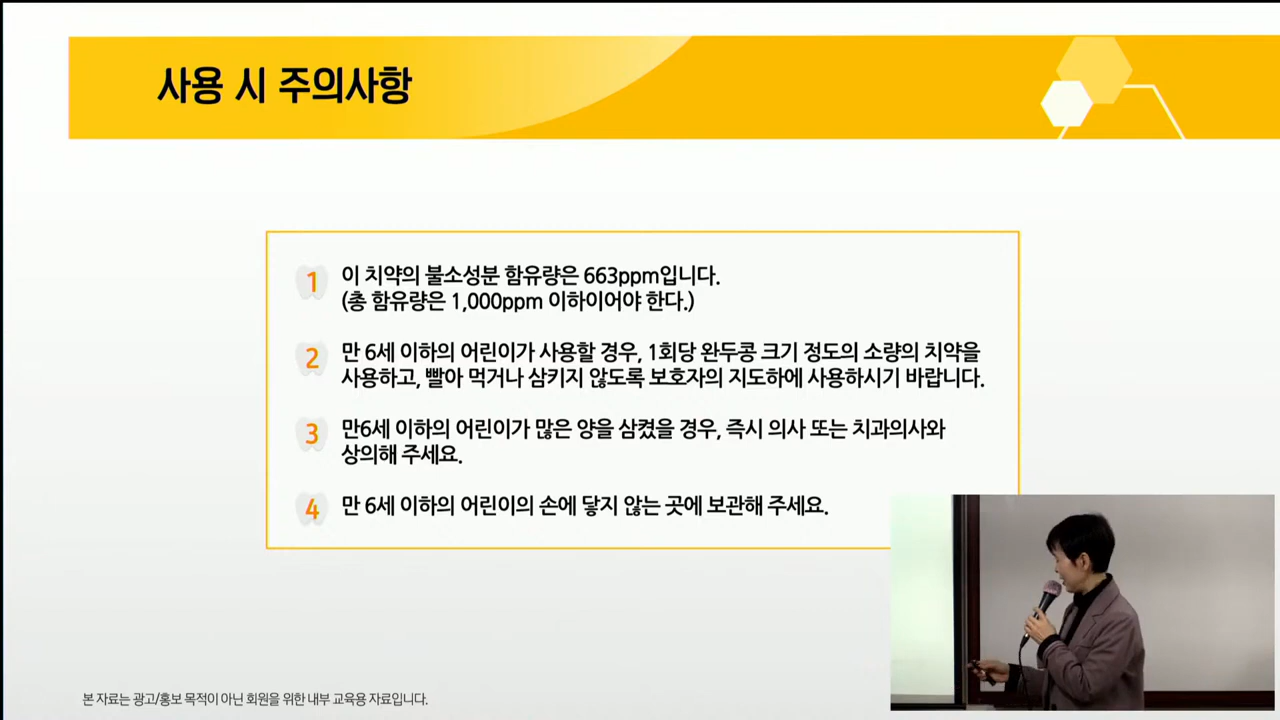 사용 시 주의사항
1 이 치약의 불소성분 함유량은 663ppm입니다.
(총 함유량은 1,000ppm 이하이어야 한다.)
2 만 6세 이하의 어린이가 사용할 경우, 1회당 완두콩 크기 정도의 소량의 치약을
사용하고, 빨아 먹거나 삼키지 않도록 보호자의 지도하에 사용하시기 바랍니다.
3 만6세 이하의 어린이가 많은 양을 삼켰을 경우, 즉시 의사 또는 치과의사와
상의해 주세요.
4 만 6세 이하의 어린이의 손에 닿지 않는 곳에 보관해 주세요.
본 자료는 광고/홍보 목적이 아닌 회원을 위한 내부 교육용 자료입니다.